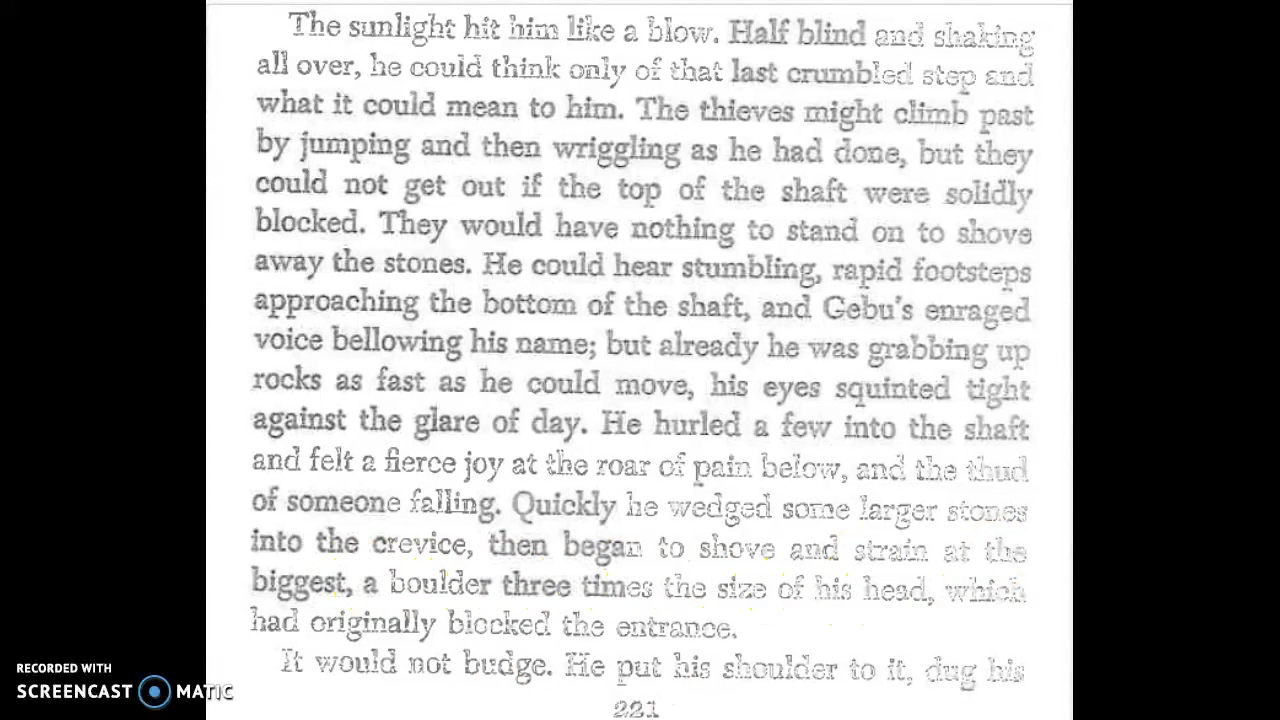 The sunlight hit him like a blow. Half blind and shaking
all over, he could think only of that last crumbled step and
what it could mean to him. The thieves might climb past
by jumping and then wriggling as he had done, but they
could not get out if the top of the shaft were solidly
blocked. They would have nothing to stand on to shove
away the stones. He could hear stumbling, rapid footsteps
approaching the bottom of the shaft, and Gebu's enraged
voice bellowing his name; but already he was grabbing up
rocks as fast as he could move, his eyes squinted tight
against the glare of day. He hurled a few into the shaft
and felt a fierce joy at the roar of pain below, and the thud
of someone falling. Quickly he wedged some larger stones
into the crevice, then began to shove and strain at the
biggest, a boulder three times the size of his head, which
had originally blocked the entrance.
It would not budge. He put his shoulder to it, dug his
221
RECORDED WITH
SCREENCAST MATIC